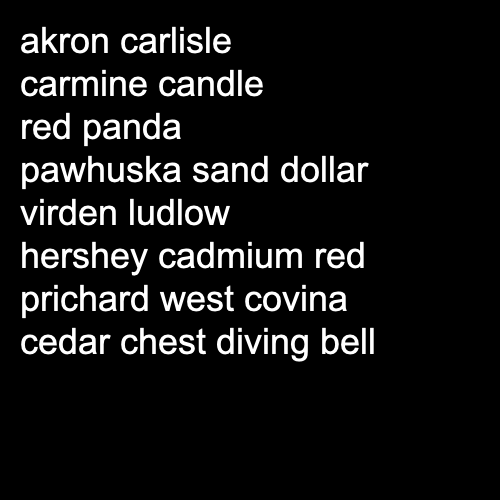 akron carlisle
carmine candle
red panda
pawhuska sand dollar
virden ludlow
hershey cadmium red
prichard west covina
cedar chest diving bell